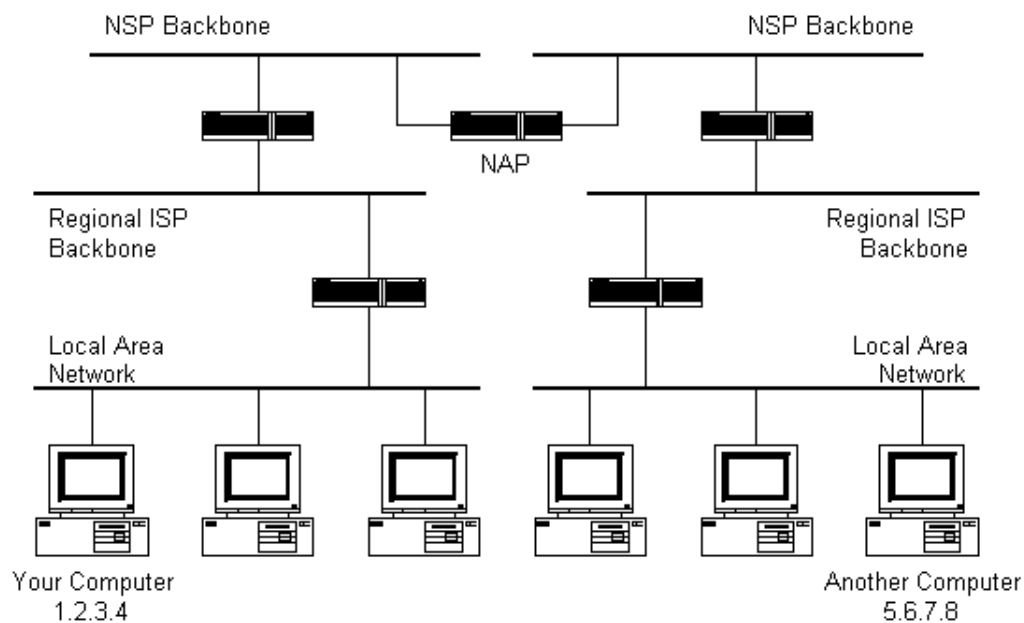 NSP Backbone
NSP Backbone
NAP
Regional ISP
Backbone
Regional ISP
Backbone
Local Area
Network
Local Area
Network
Your Computer
1.2.3.4
Another Computer
5.6.7.8